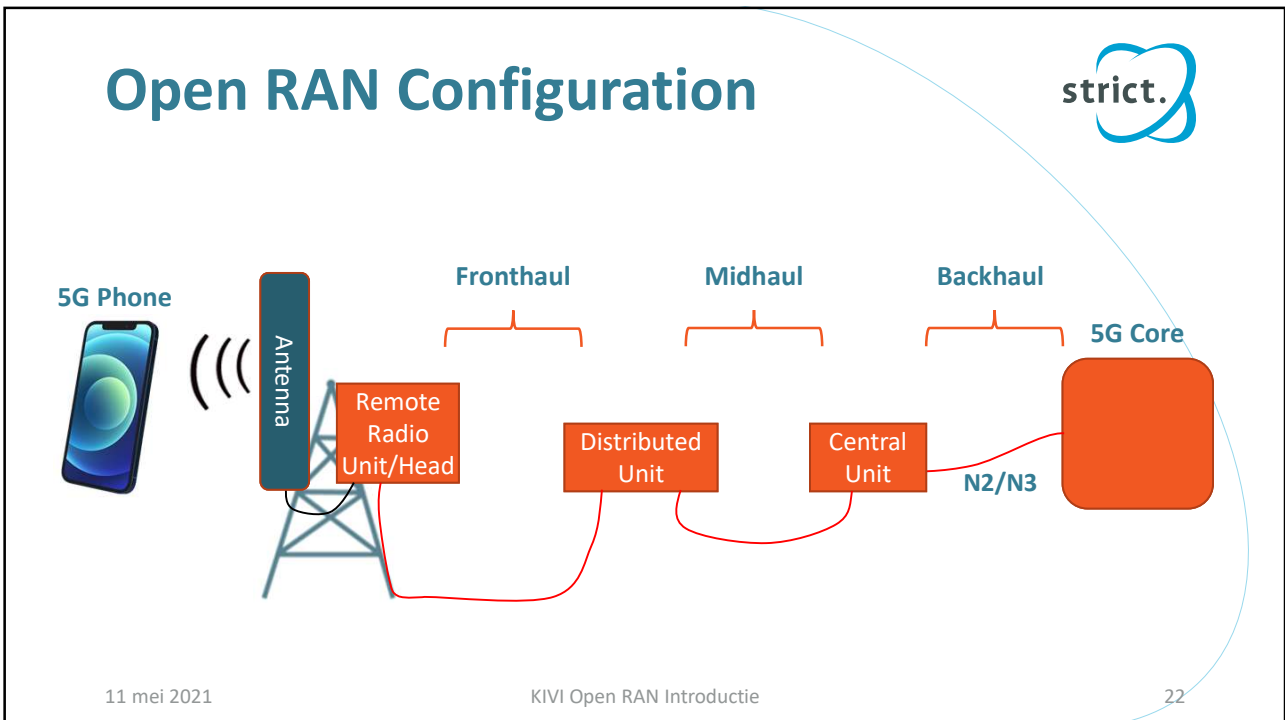 Open RAN Configuration
strict.
Fronthaul
Midhaul
Backhaul
5G Phone
5G Core
Antenna
Remote
Radio
Unit/Head
Distributed
Unit
Central
Unit
N2/N3
11 mei 2021
KIVI Open RAN Introductie
22